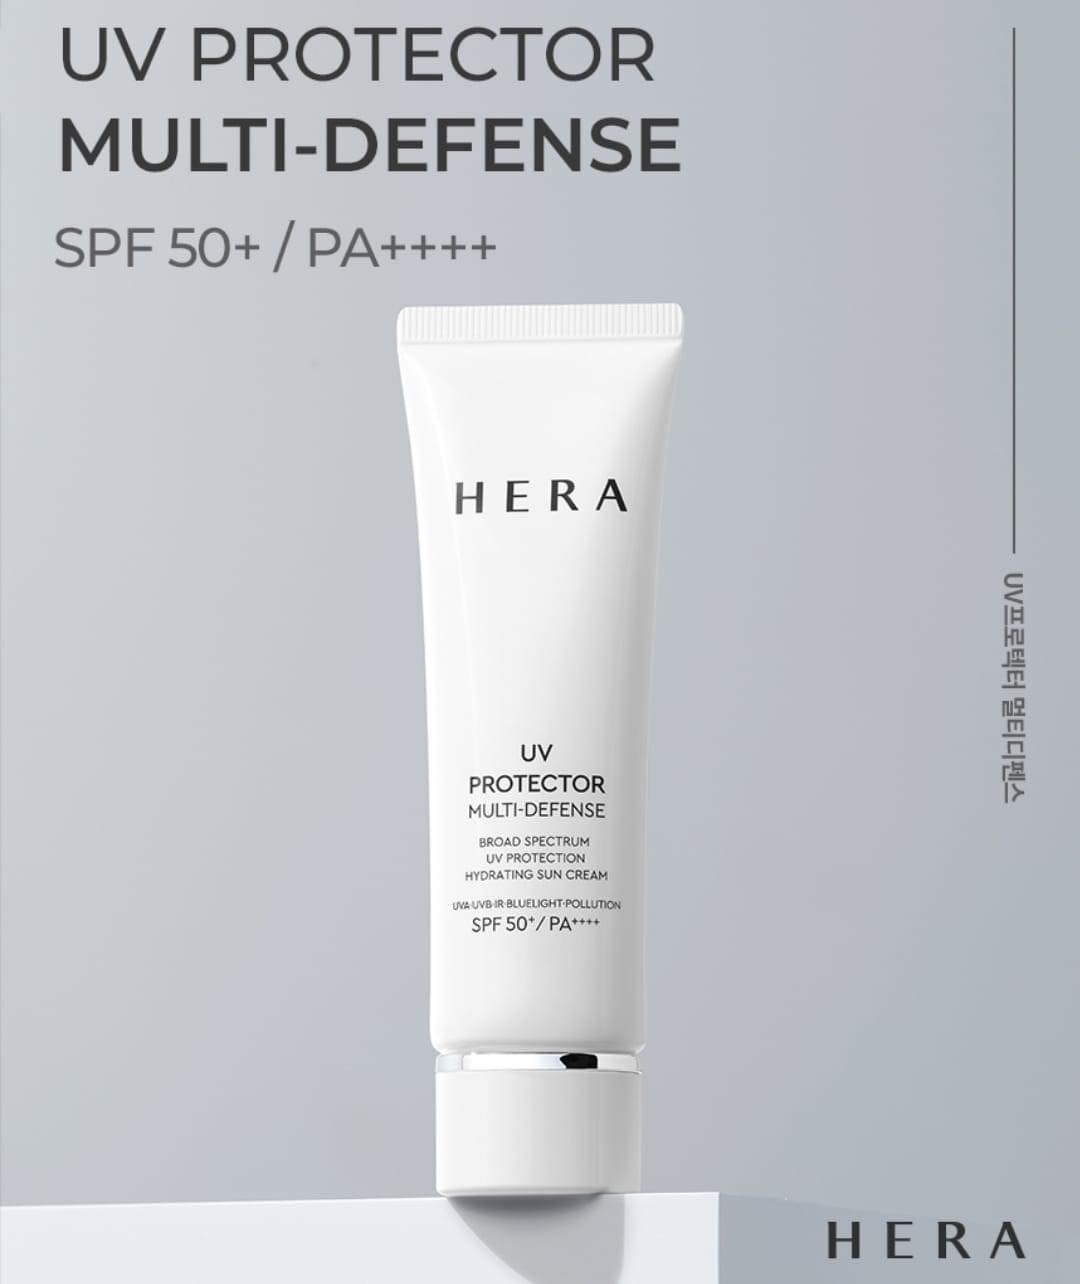 UV PROTECTOR
MULTI-DEFENSE
SPF 50+ / PA++++
HERA
UV
PROTECTOR
MULTI-DEFENSE
BROAD SPECTRUM
UV PROTECTION
HYDRATING SUN CREAM
UVA·UVB·IR·BLUELIGHT·POLLUTION
SPF 50+/PA++++
UV프로텍터 멀티디펜스
HERA